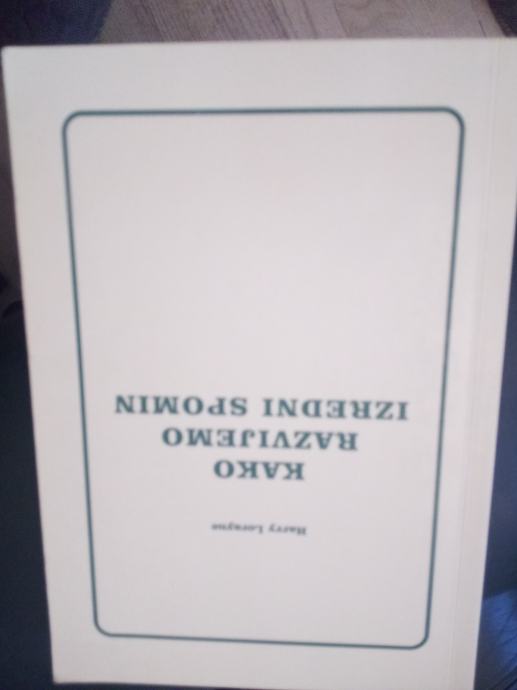 Harry Lorayne
KAKO
RAZVIJEMO
IZREDNI SPOMIN